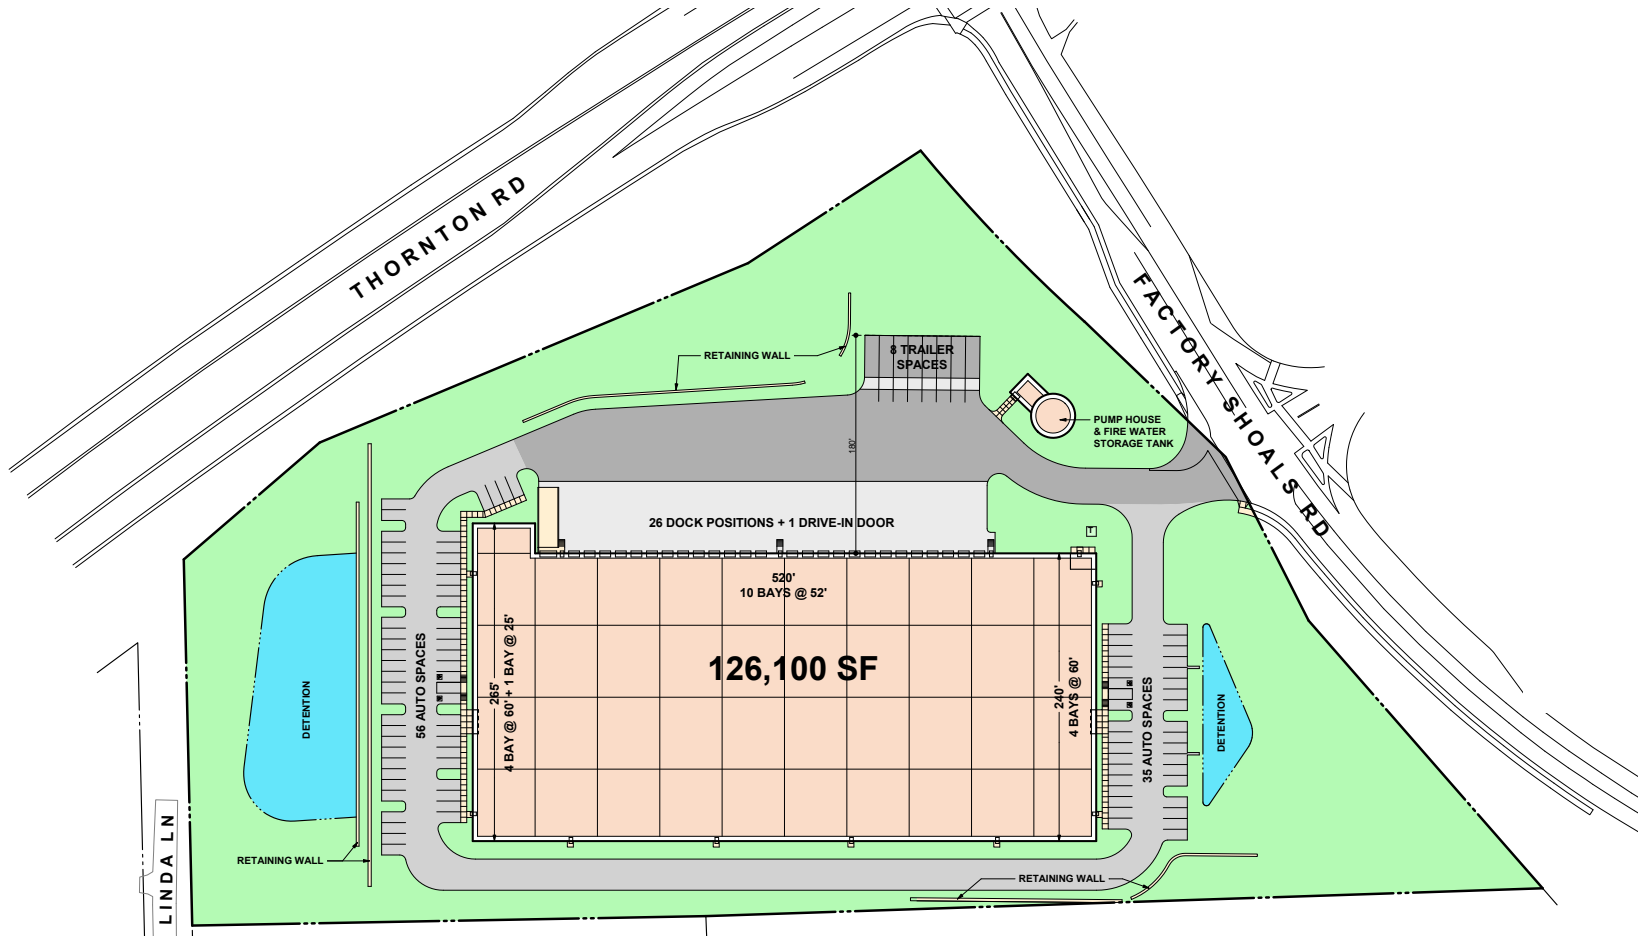 THORNTON RD
FACTORY SHOALS RD
RETAINING WALL
8 TRAILER
SPACES
PUMP HOUSE
& FIRE WATER
STORAGE TANK
180'
26 DOCK POSITIONS + 1 DRIVE-IN DOOR
T
520'
10 BAYS @ 52'
126,100 SF
265'
4 BAY @ 60' + 1 BAY @ 25'
240'
4 BAYS @ 60'
56 AUTO SPACES
35 AUTO SPACES
DETENTION
DETENTION
RETAINING WALL
RETAINING WALL
LINDA LN